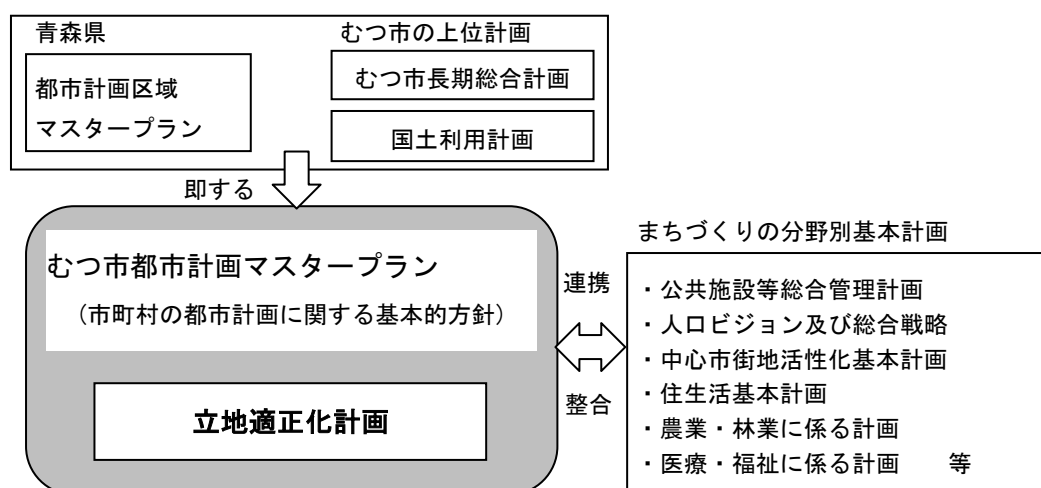 青森県
都市計画区域
マスタープラン
むつ市の上位計画
むつ市長期総合計画
国土利用計画
即する
むつ市都市計画マスタープラン
（市町村の都市計画に関する基本的方針）
立地適正化計画
連携
整合
まちづくりの分野別基本計画
・公共施設等総合管理計画
・人口ビジョン及び総合戦略
・中心市街地活性化基本計画
・住生活基本計画
・農業・林業に係る計画
・医療・福祉に係る計画　　等